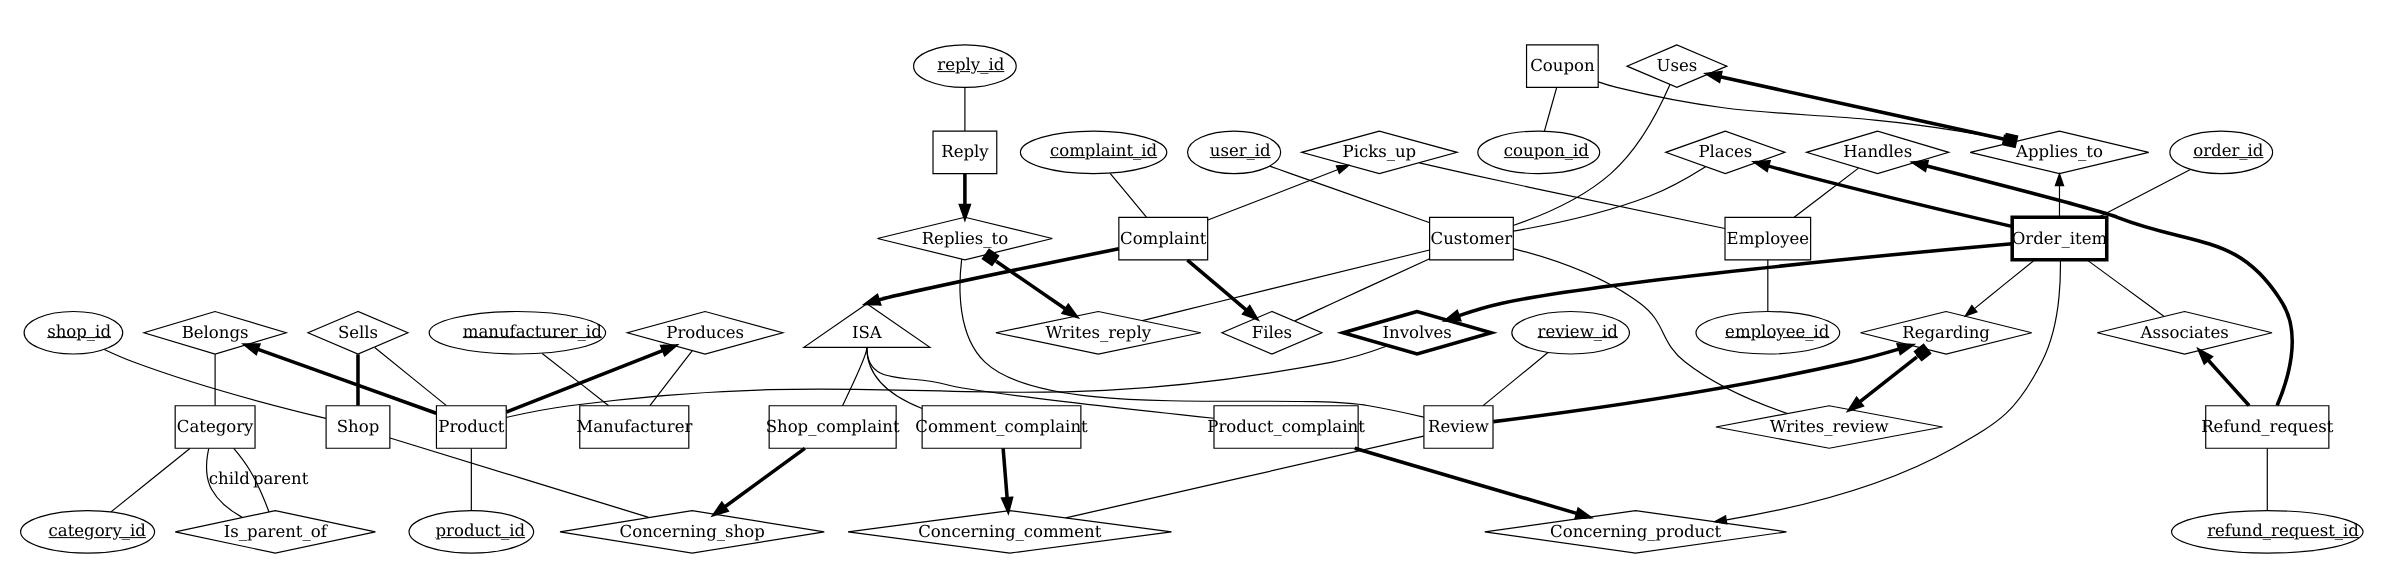 reply_id
Coupon
Uses
Reply
complaint_id
user_id
Picks_up
coupon_id
Places
Handles
Applies_to
order_id
Replies_to
Complaint
Customer
Employee
Order_item
shop_id
Belongs
Sells
manufacturer_id
Produces
ISA
Writes_reply
Files
Involves
review_id
employee_id
Regarding
Associates
Category
Shop
Product
Manufacturer
Shop_complaint
Comment_complaint
Product_complaint
Review
Writes_review
Refund_request
child
parent
category_id
Is_parent_of
product_id
Concerning_shop
Concerning_comment
Concerning_product
refund_request_id